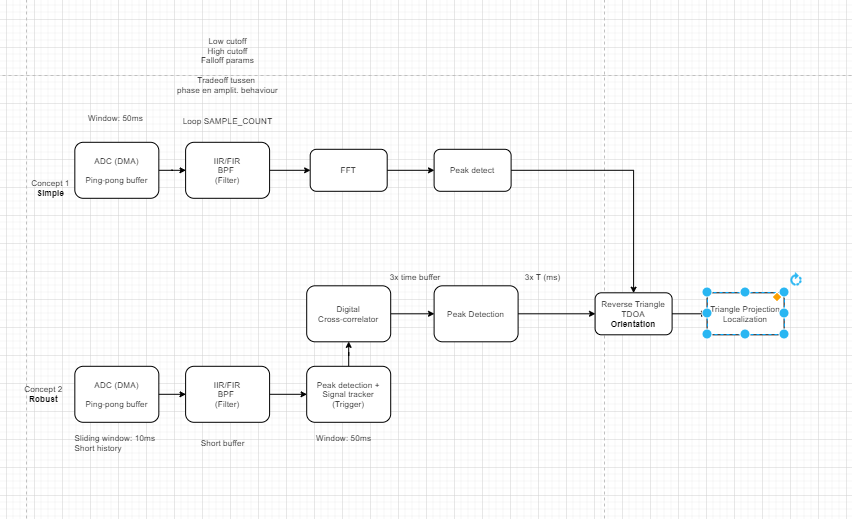 Low cutoff
High cutoff
Falloff params
Tradeoff tussen
phase en amplit. behaviour
Window: 50ms
Loop SAMPLE_COUNT
Concept 1
Simple
ADC (DMA)
Ping-pong buffer
IIR/FIR
BPF
(Filter)
FFT
Peak detect
3x time buffer
3x T (ms)
Digital
Cross-correlator
Peak Detection
Reverse Triangle
TDOA
Orientation
Triangle Projection
Localization
Concept 2
Robust
ADC (DMA)
Ping-pong buffer
IIR/FIR
BPF
(Filter)
Peak detection +
Signal tracker
(Trigger)
Sliding window: 10ms
Short history
Short buffer
Window: 50ms